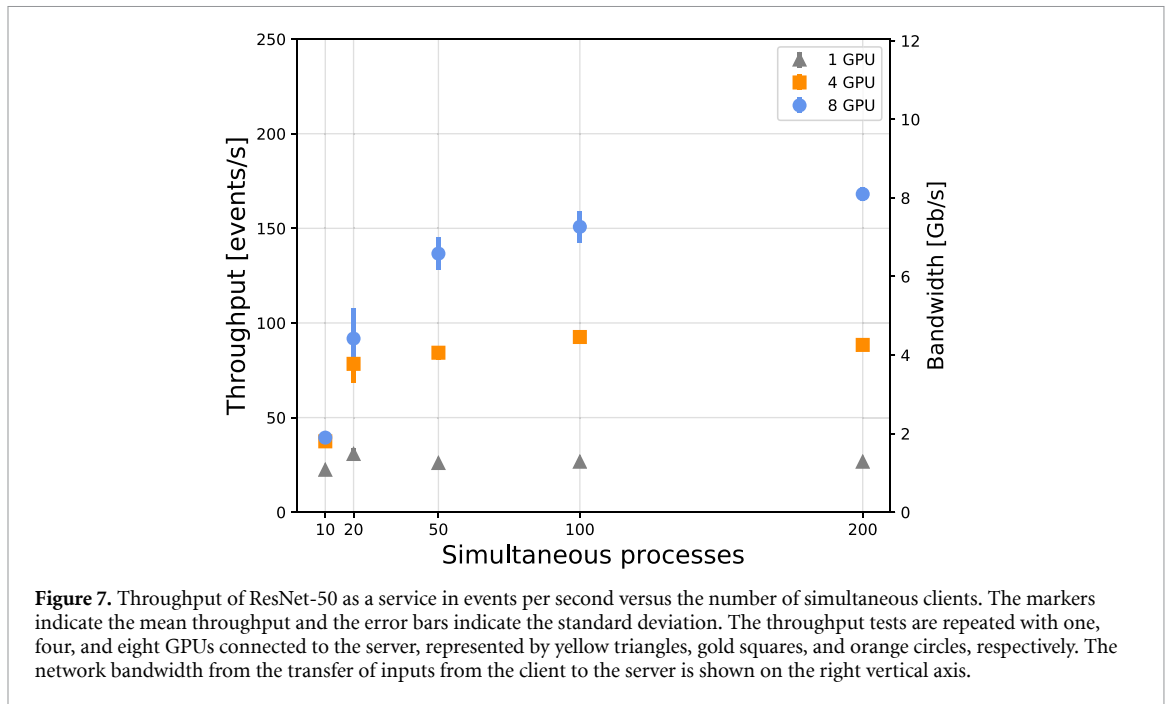 250
200
150
100
50
0
Throughput [events/s]
12
10
8
6
4
2
0
Bandwidth [Gb/s]
1 GPU
4 GPU
8 GPU
10 20 50 100 200
Simultaneous processes
Figure 7. Throughput of ResNet-50 as a service in events per second versus the number of simultaneous clients. The markers
indicate the mean throughput and the error bars indicate the standard deviation. The throughput tests are repeated with one,
four, and eight GPUs connected to the server, represented by yellow triangles, gold squares, and orange circles, respectively. The
network bandwidth from the transfer of inputs from the client to the server is shown on the right vertical axis.